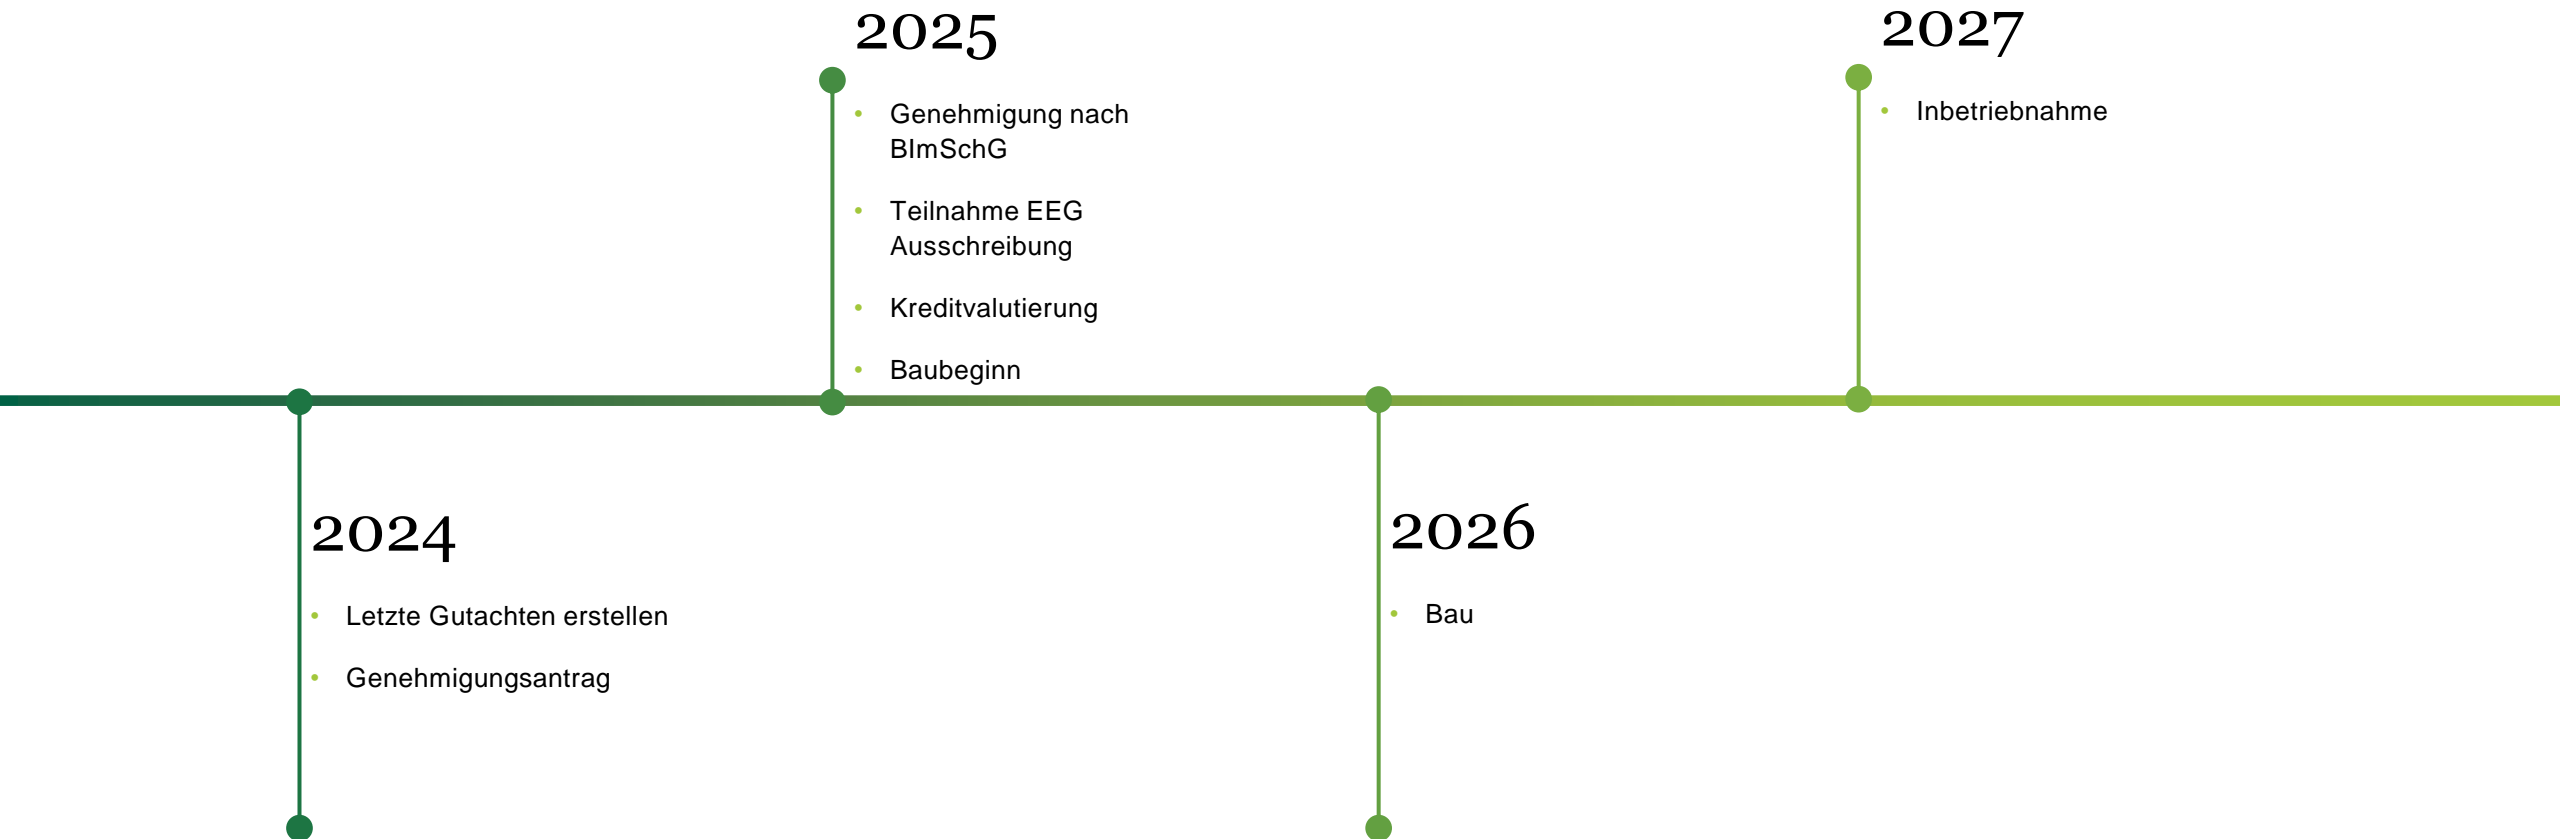 2024
• Letzte Gutachten erstellen
• Genehmigungsantrag
2025
• Genehmigung nach
BImSchG
• Teilnahme EEG
Ausschreibung
• Kreditvalutierung
• Baubeginn
2026
• Bau
2027
• Inbetriebnahme